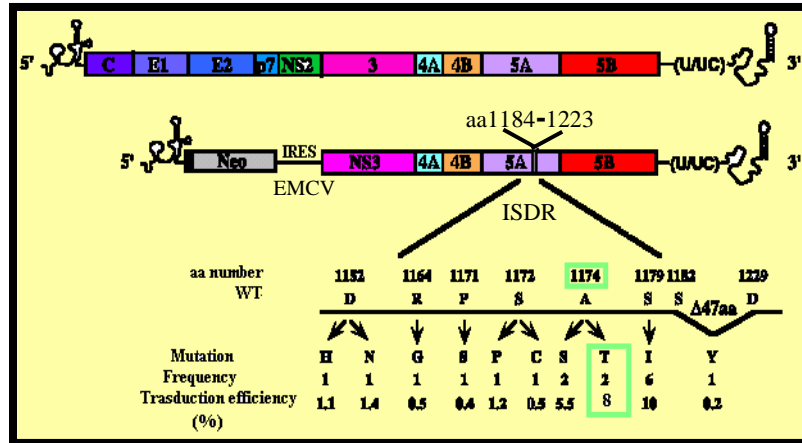 5' C E1 E2 p7 NS2 3 4A 4B 5A 5B (U/UC) 3'
aa1184-1223
5' Neo IRES NS3 4A 4B 5A 5B (U/UC) 3'
EMCV
ISDR
aa number 1152 1164 1171 1172 1174 1179 1182 1229
WT D R P S A S S D
Δ47aa
Mutation H N G S P C S T I Y
Frequency 1 1 1 1 1 1 2 2 6 1
Trasduction efficiency 1,1 1,4 0,5 0,4 1,2 0,5 5.5 8 10 0,2
(%)